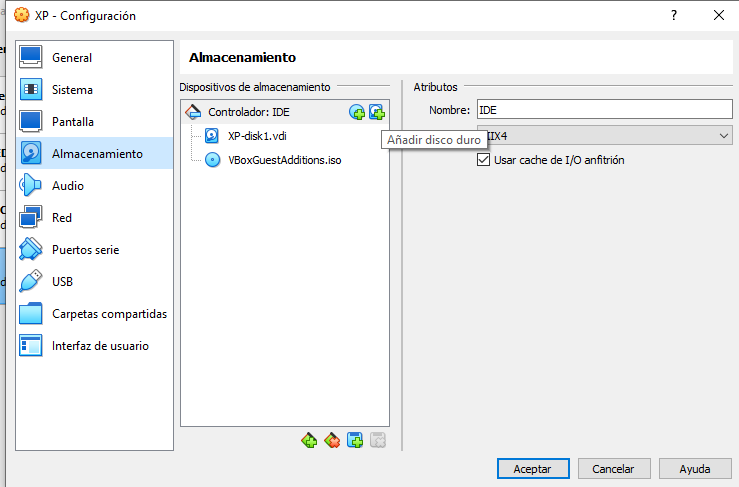 XP - Configuración
General
Sistema
Pantalla
Almacenamiento
Audio
Red
Puertos serie
USB
Carpetas compartidas
Interfaz de usuario
Almacenamiento
Dispositivos de almacenamiento
Controlador: IDE
XP-disk1.vdi
VBoxGuestAdditions.iso
Añadir disco duro
Atributos
Nombre: IDE
IIX4
Usar cache de I/O anfitrión
Aceptar
Cancelar
Ayuda